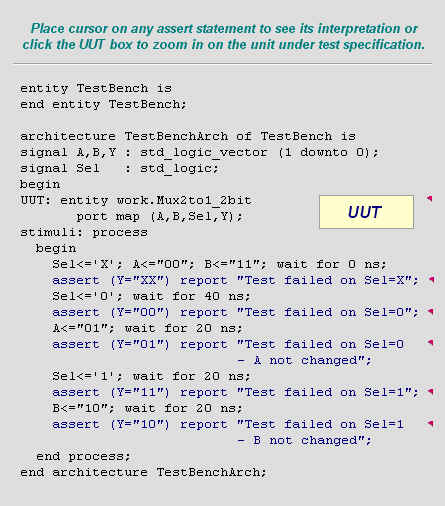 Place cursor on any assert statement to see its interpretation or
click the UUT box to zoom in on the unit under test specification.
entity TestBench is
end entity TestBench;
architecture TestBenchArch of TestBench is
signal A,B,Y : std_logic_vector (1 downto 0);
signal Sel   : std_logic;
begin
UUT: entity work.Mux2to1_2bit
       port map (A,B,Sel,Y);
UUT
stimuli: process
  begin
    Sel<='X'; A<="00"; B<="11"; wait for 0 ns;
    assert (Y="XX") report "Test failed on Sel=X";
    Sel<='0'; wait for 40 ns;
    assert (Y="00") report "Test failed on Sel=0";
    A<="01"; wait for 20 ns;
    assert (Y="01") report "Test failed on Sel=0
                           - A not changed";
    Sel<='1'; wait for 20 ns;
    assert (Y="11") report "Test failed on Sel=1";
    B<="10"; wait for 20 ns;
    assert (Y="10") report "Test failed on Sel=1
                           - B not changed";
  end process;
end architecture TestBenchArch;